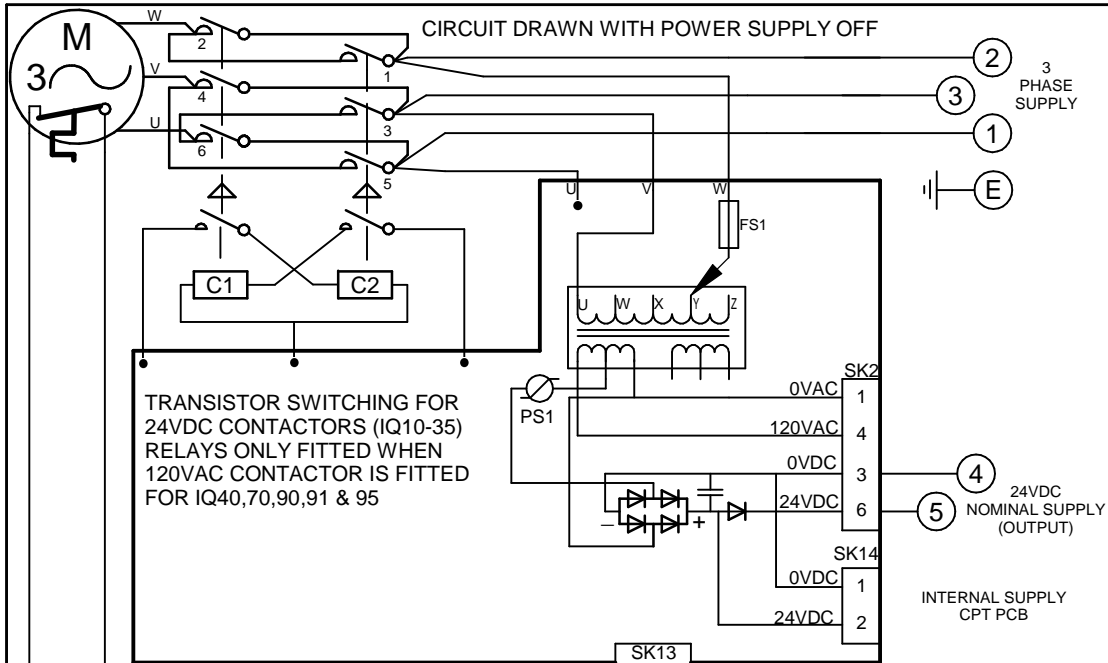 CIRCUIT DRAWN WITH POWER SUPPLY OFF
W
M
3
V
U
2
1
4
3
6
5
2
3
1
E
3
PHASE
SUPPLY
U V W
FS1
C1 C2
U W X Y Z
PS1
TRANSISTOR SWITCHING FOR
24VDC CONTACTORS (IQ10-35)
RELAYS ONLY FITTED WHEN
120VAC CONTACTOR IS FITTED
FOR IQ40,70,90,91 & 95
SK2
0VAC 1
120VAC 4
0VDC 3
24VDC 6
4
5
24VDC
NOMINAL SUPPLY
(OUTPUT)
– +
SK14
0VDC 1
24VDC 2
INTERNAL SUPPLY
CPT PCB
SK13